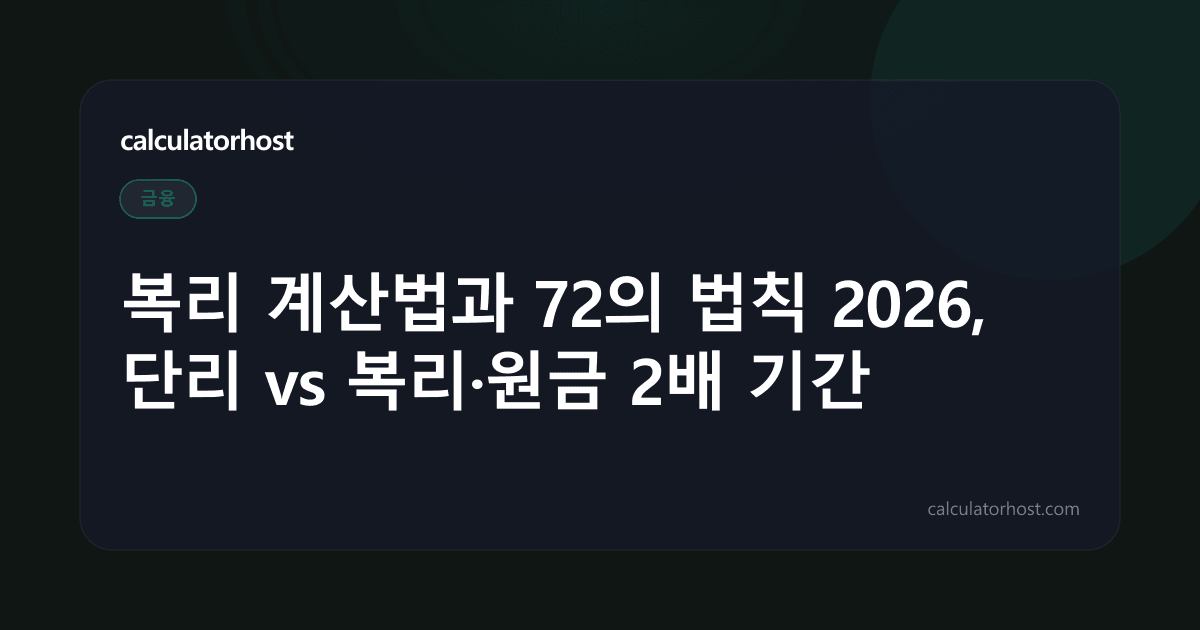 calculatorhost
금융
복리 계산법과 72의 법칙 2026,
단리 vs 복리·원금 2배 기간
calculatorhost.com